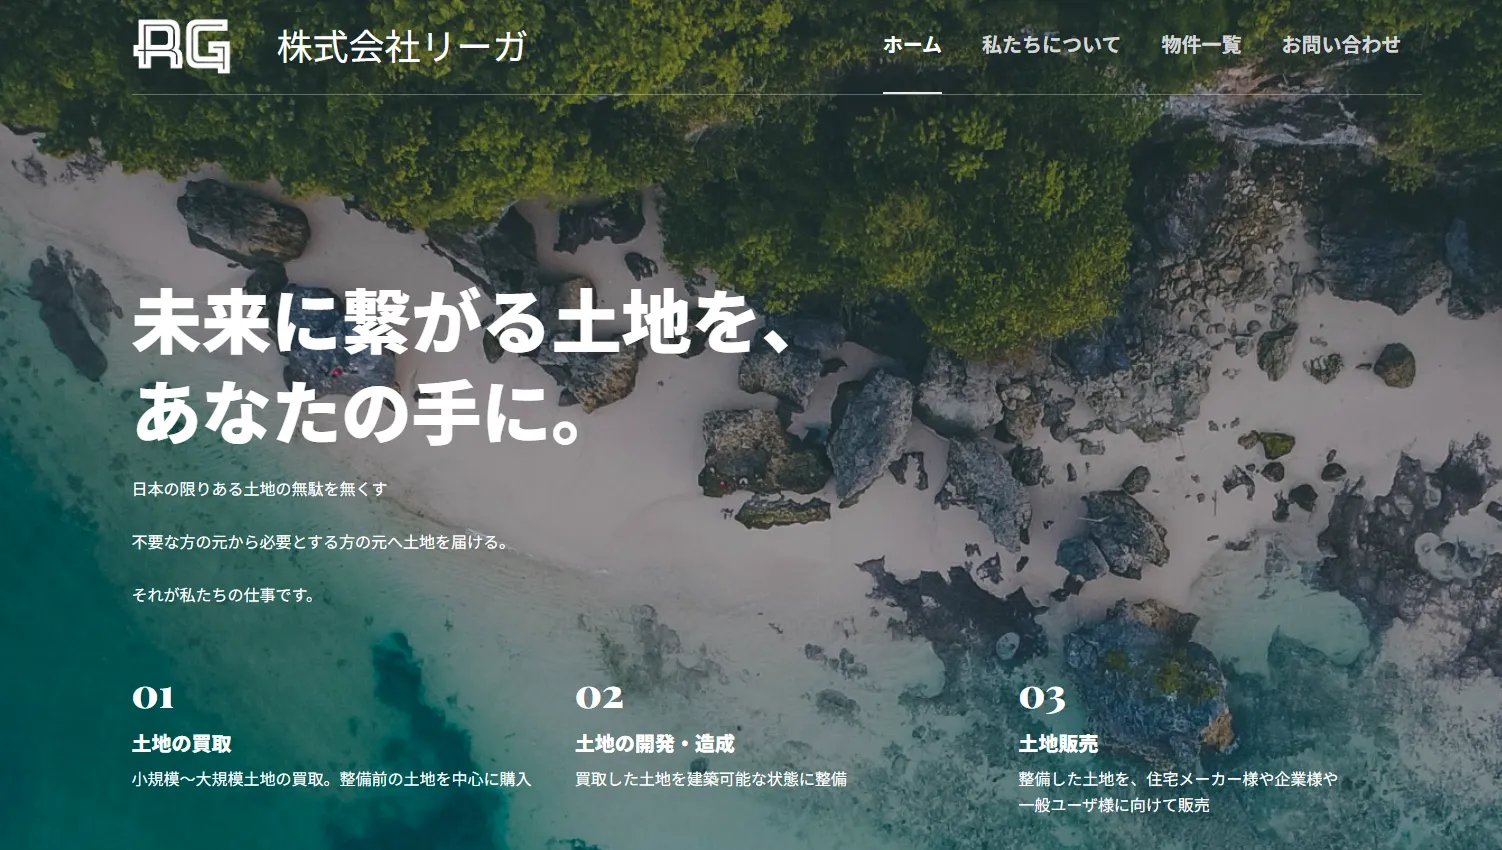 RG 株式会社リーガ ホーム 私たちについて 物件一覧 お問い合わせ
未来に繋がる土地を、
あなたの手に。
日本の限りある土地の無駄を無くす
不要な方の元から必要とする方の元へ土地を届ける。
それが私たちの仕事です。
01
土地の買取
小規模〜大規模土地の買取。整備前の土地を中心に購入
02
土地の開発・造成
買取した土地を建築可能な状態に整備
03
土地販売
整備した土地を、住宅メーカー様や企業様や
一般ユーザ様に向けて販売